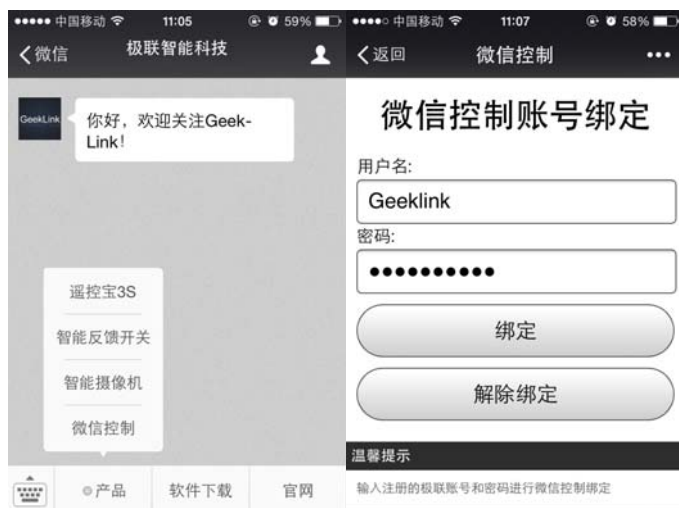 中国移动 11:05 59%
微信 极联智能科技
GeekLink
你好，欢迎关注Geek-
Link！
遥控宝3S
智能反馈开关
智能摄像机
微信控制
产品 软件下载 官网
中国移动 11:07 58%
返回 微信控制
微信控制账号绑定
用户名:
Geeklink
密码:
绑定
解除绑定
温馨提示
输入注册的极联账号和密码进行微信控制绑定